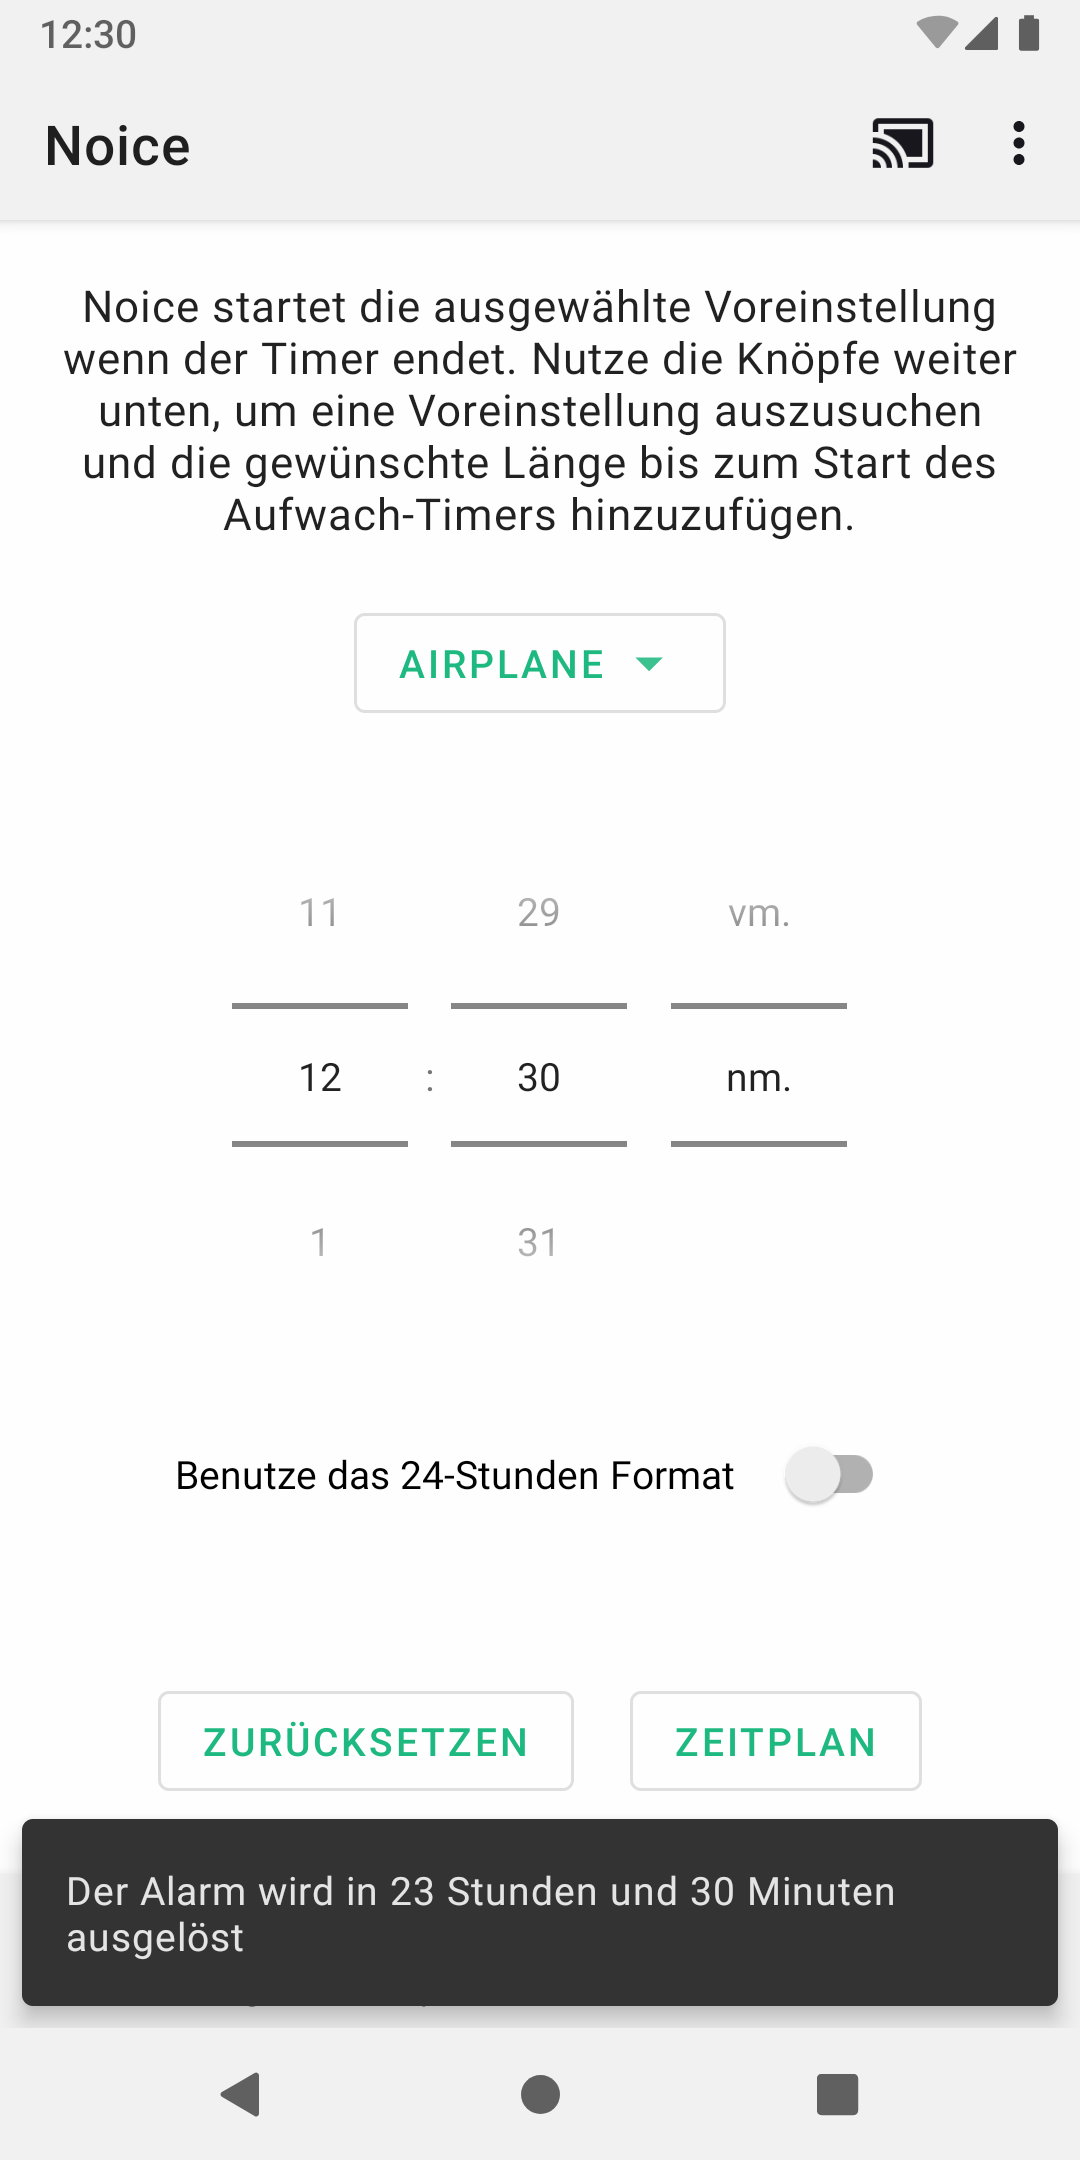 12:30
Noice
Noice startet die ausgewählte Voreinstellung
wenn der Timer endet. Nutze die Knöpfe weiter
unten, um eine Voreinstellung auszusuchen
und die gewünschte Länge bis zum Start des
Aufwach-Timers hinzuzufügen.
AIRPLANE
11 29 vm.
12 : 30 nm.
1 31
Benutze das 24-Stunden Format
ZURÜCKSETZEN ZEITPLAN
Der Alarm wird in 23 Stunden und 30 Minuten
ausgelöst